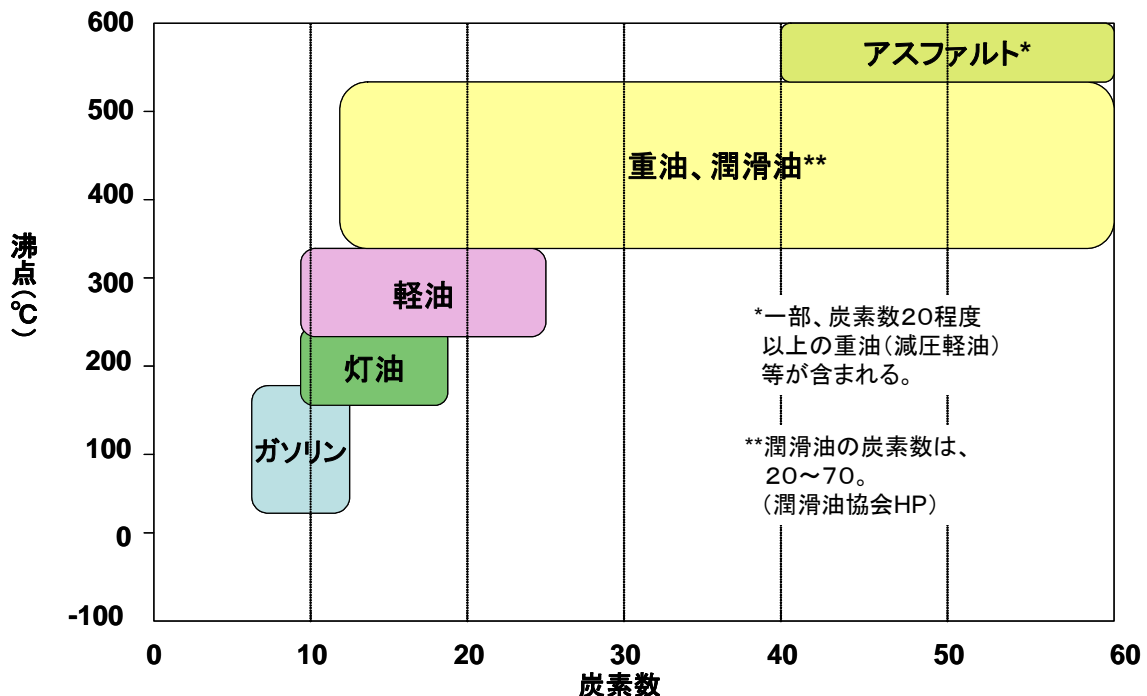 600
アスファルト*
500
重油、潤滑油**
400
沸点(℃)
300
軽油
*一部、炭素数20程度
以上の重油(減圧軽油)
等が含まれる。
200
灯油
100
ガソリン
**潤滑油の炭素数は、
20~70。
(潤滑油協会HP)
0
-100
0 10 20 30 40 50 60
炭素数